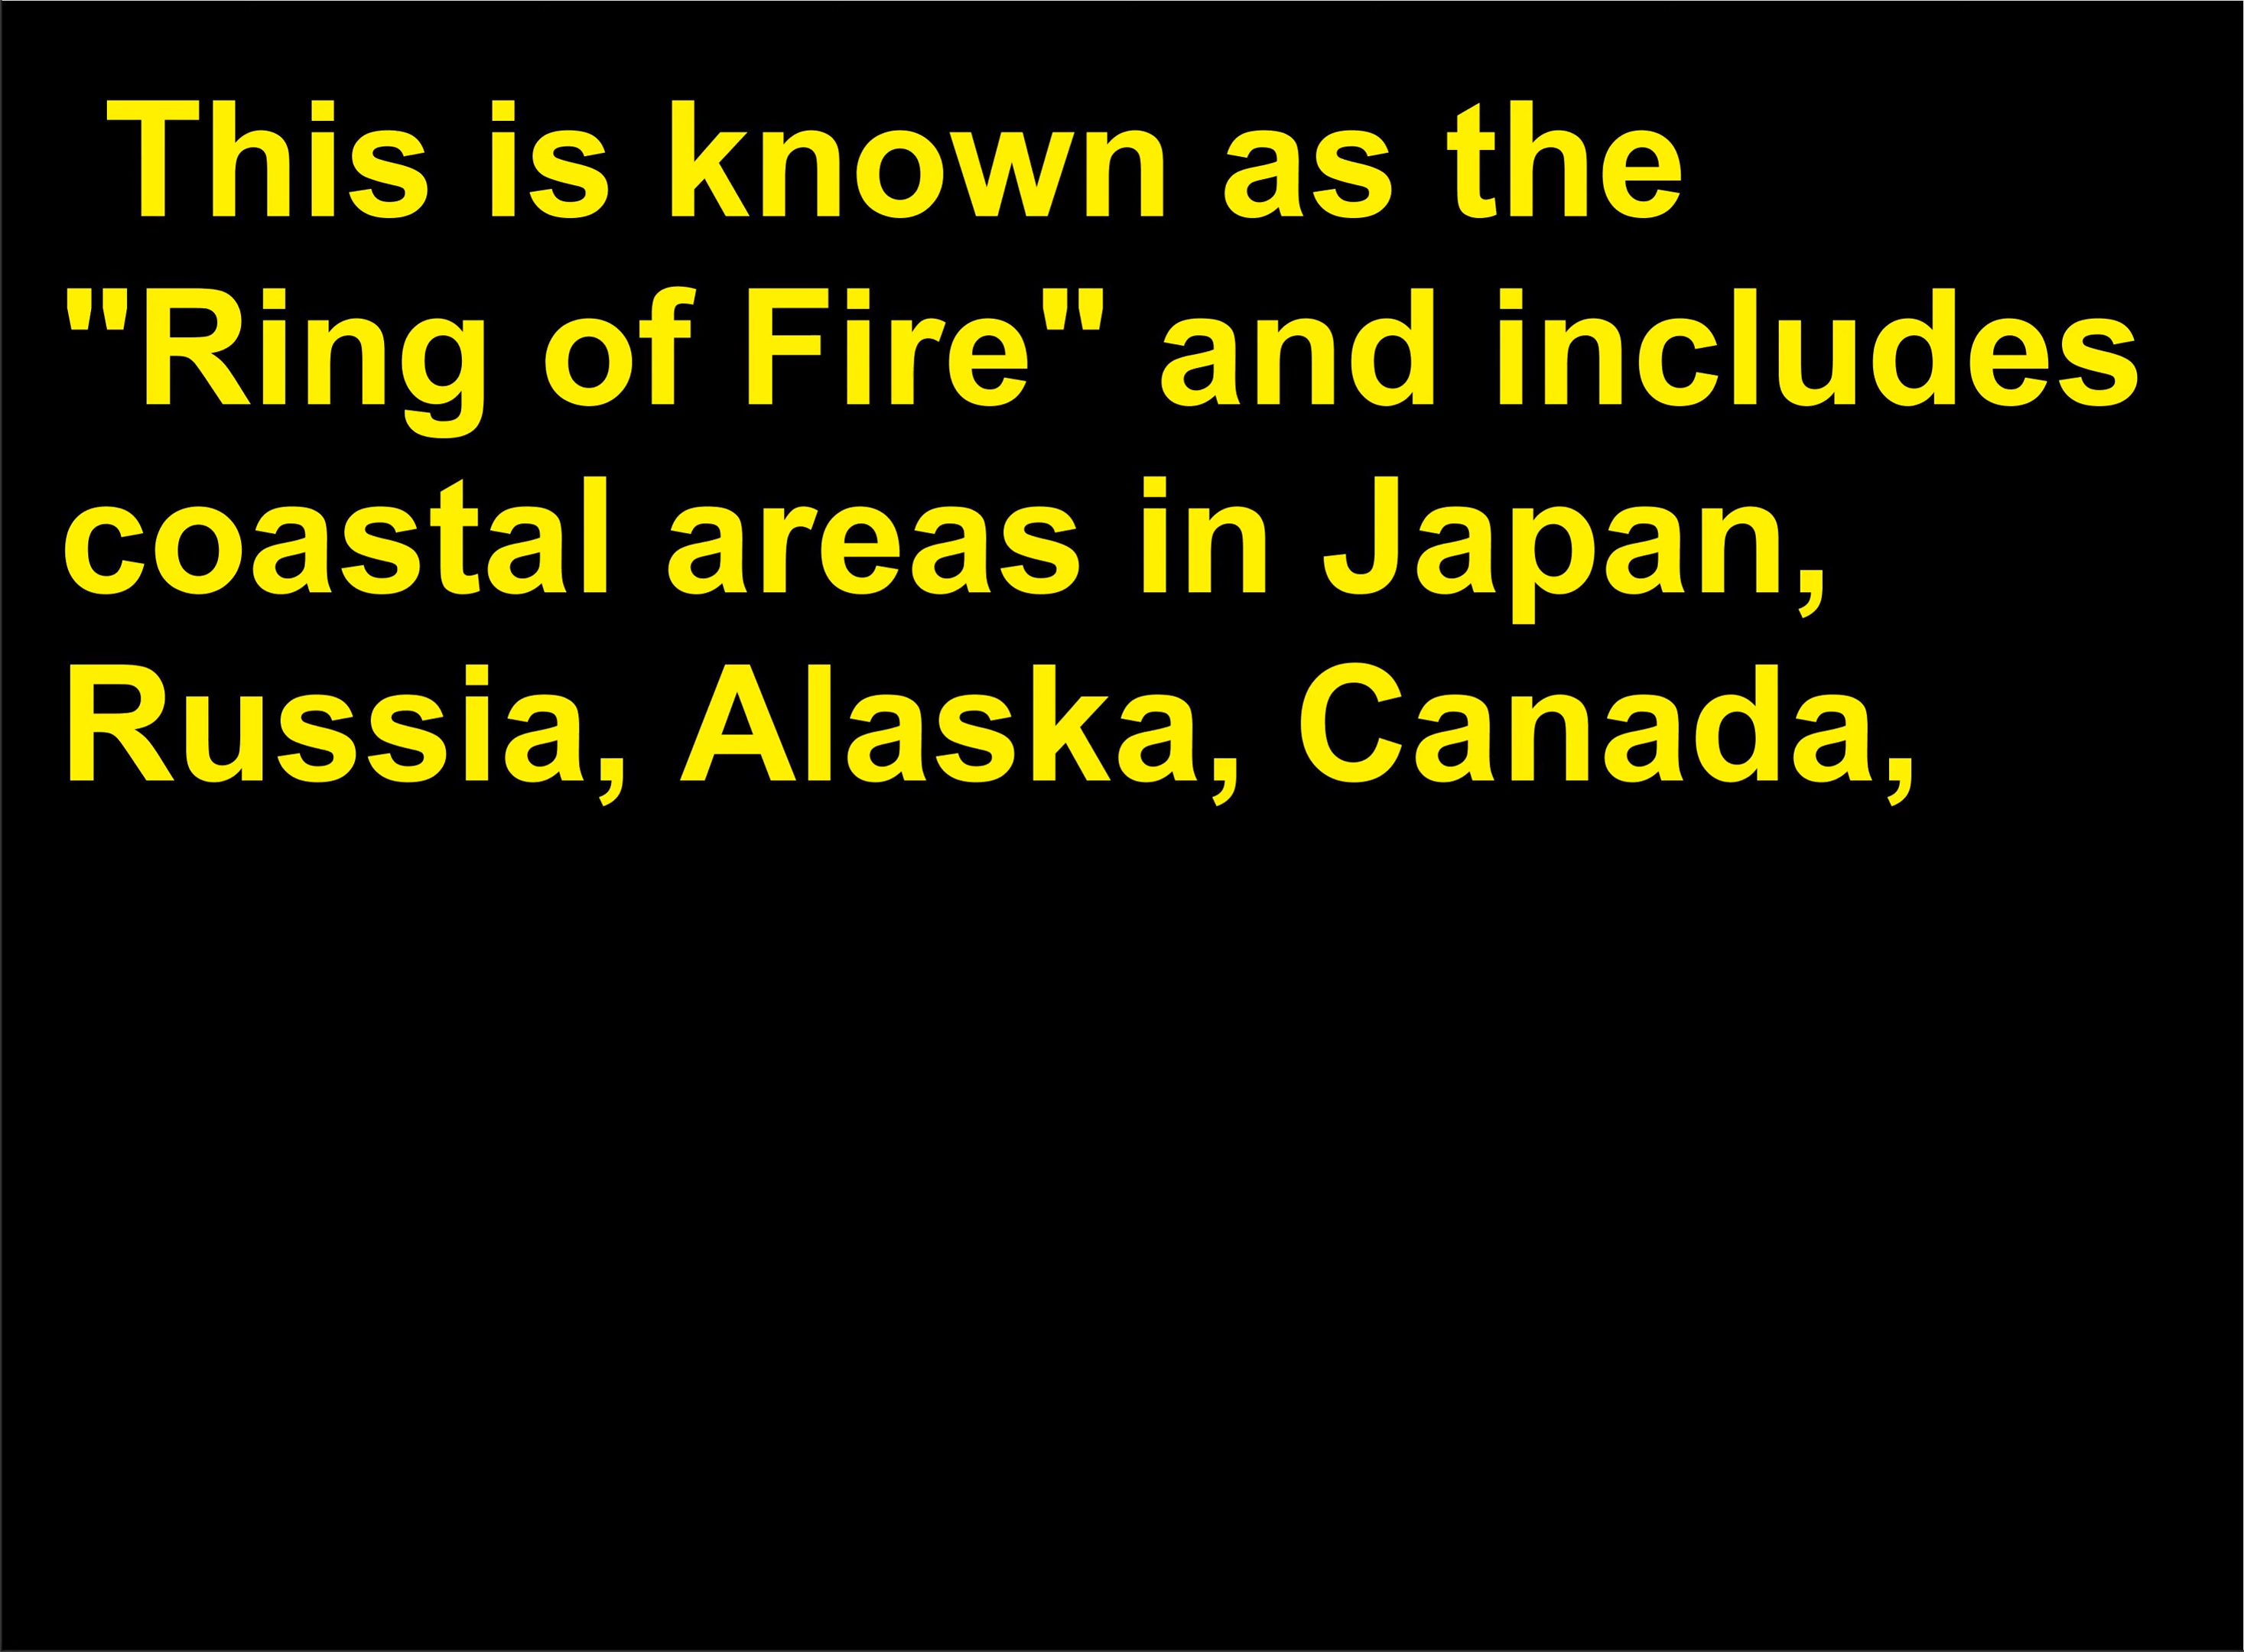 This is known as the
"Ring of Fire" and includes
coastal areas in Japan,
Russia, Alaska, Canada,